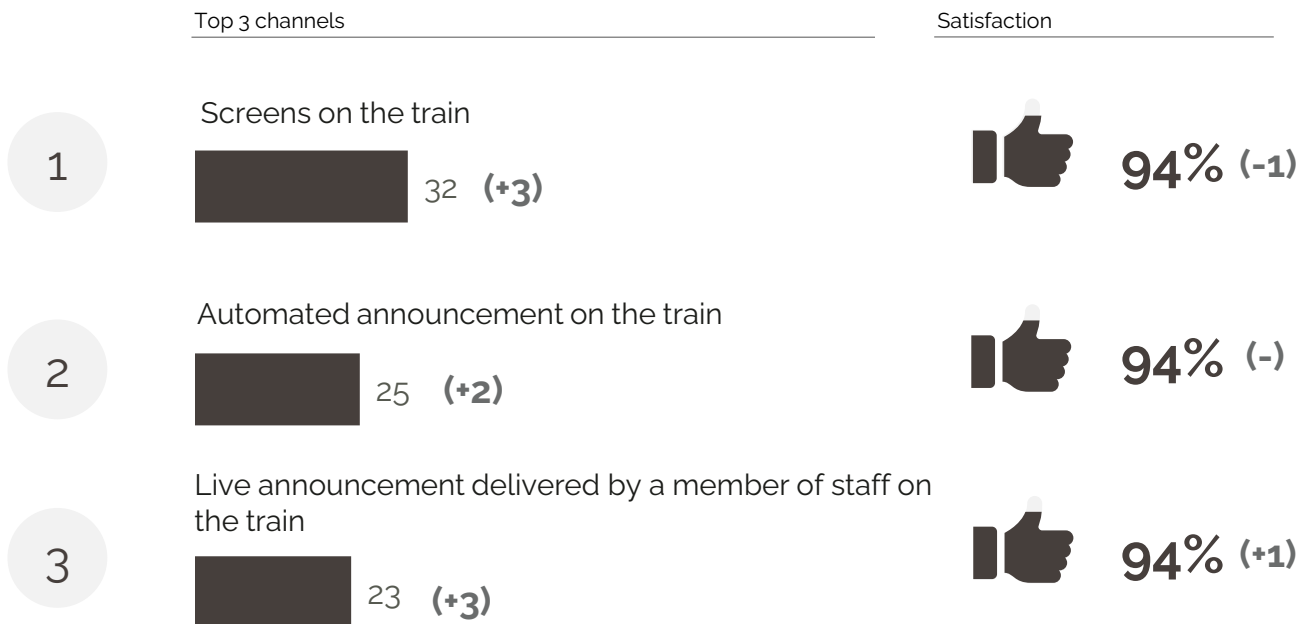 Top 3 channels
Satisfaction
1
Screens on the train
32 (+3)
94% (-1)
2
Automated announcement on the train
25 (+2)
94% (-)
3
Live announcement delivered by a member of staff on
the train
23 (+3)
94% (+1)